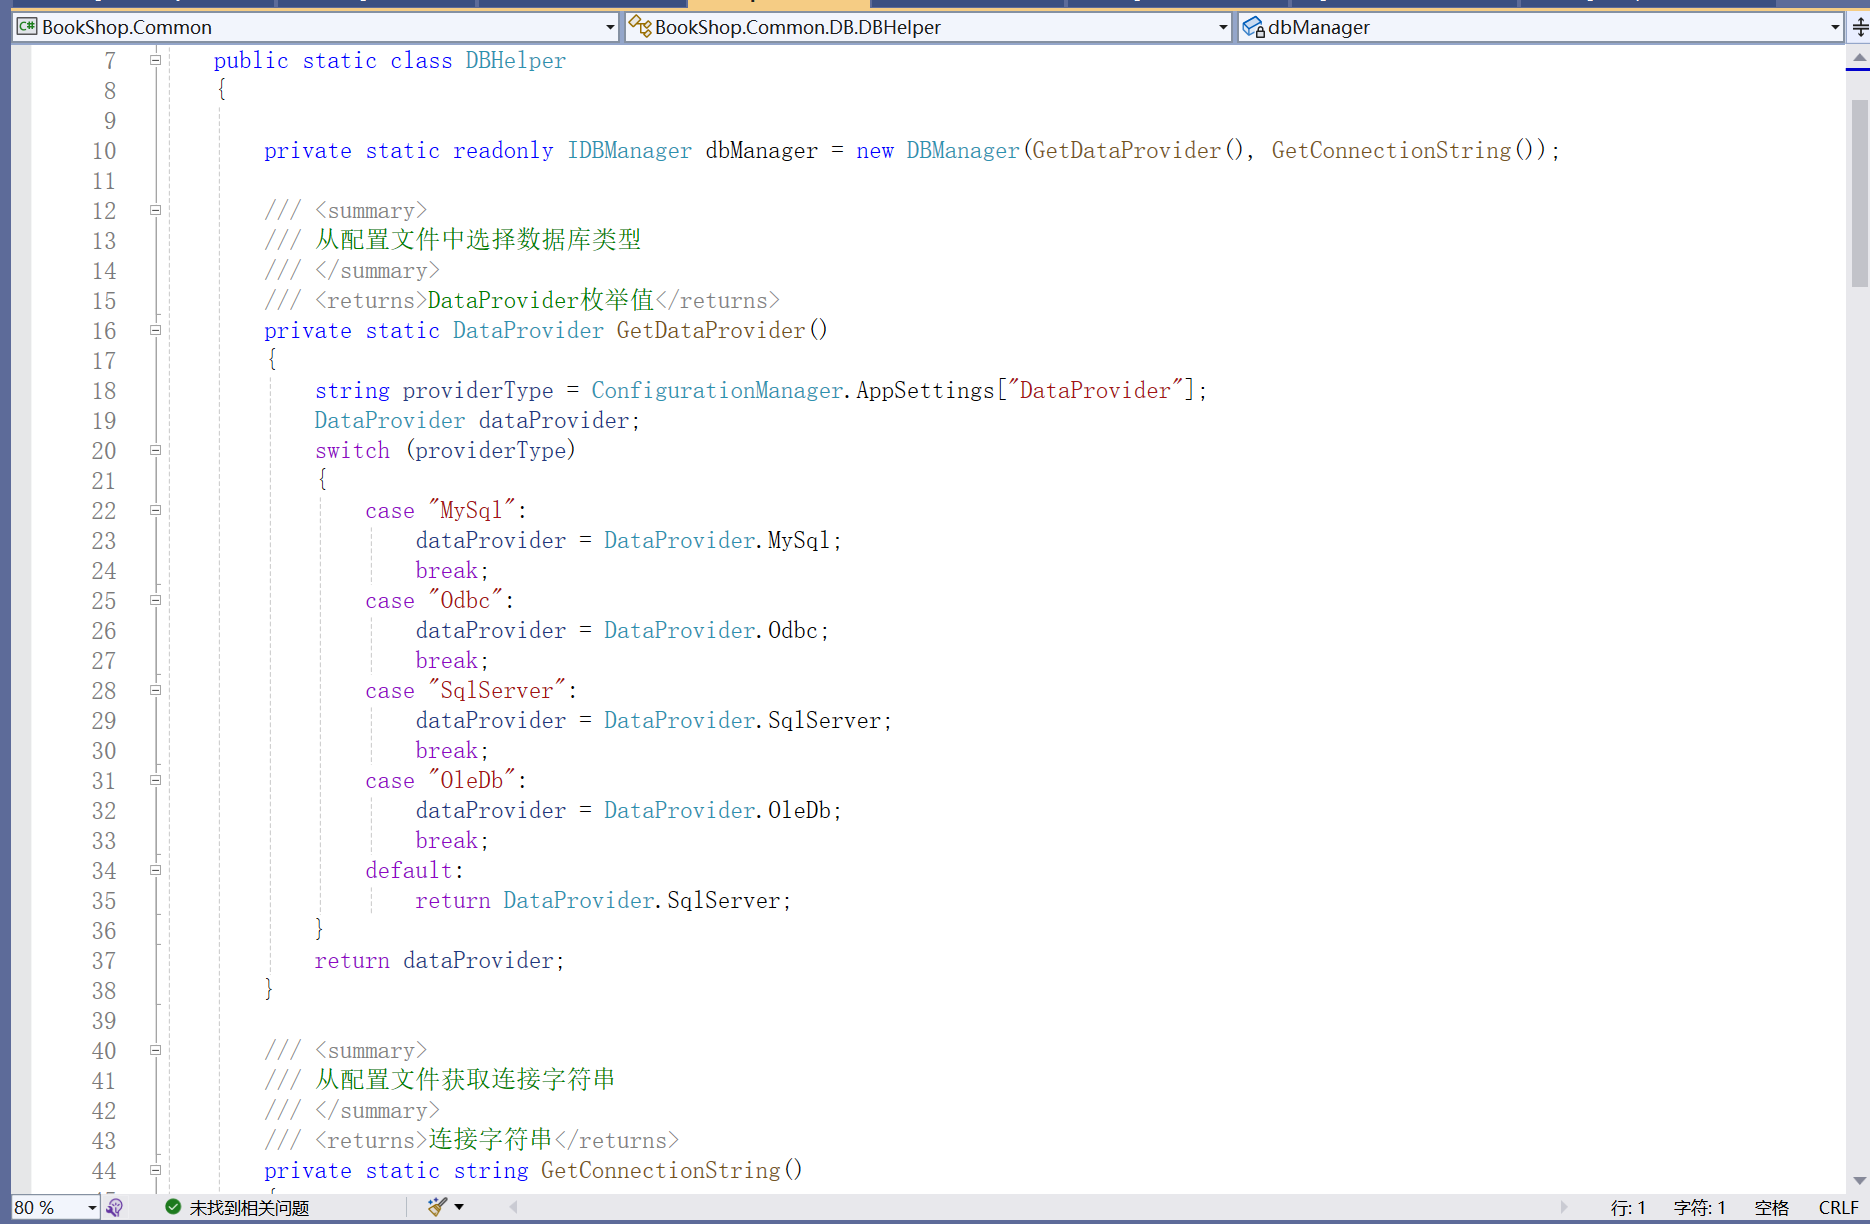 BookShop.Common
BookShop.Common.DB.DBHelper
dbManager
7 public static class DBHelper
8 {
9
10 private static readonly IDBManager dbManager = new DBManager(GetDataProvider(), GetConnectionString());
11
12 /// <summary>
13 /// 从配置文件中选择数据库类型
14 /// </summary>
15 /// <returns>DataProvider枚举值</returns>
16 private static DataProvider GetDataProvider()
17 {
18 string providerType = ConfigurationManager.AppSettings["DataProvider"];
19 DataProvider dataProvider;
20 switch (providerType)
21 {
22 case "MySql":
23 dataProvider = DataProvider.MySql;
24 break;
25 case "Odbc":
26 dataProvider = DataProvider.Odbc;
27 break;
28 case "SqlServer":
29 dataProvider = DataProvider.SqlServer;
30 break;
31 case "OleDb":
32 dataProvider = DataProvider.OleDb;
33 break;
34 default:
35 return DataProvider.SqlServer;
36 }
37 return dataProvider;
38 }
39
40 /// <summary>
41 /// 从配置文件获取连接字符串
42 /// </summary>
43 /// <returns>连接字符串</returns>
44 private static string GetConnectionString()
80 %
未找到相关问题
行: 1
字符: 1
空格
CRLF